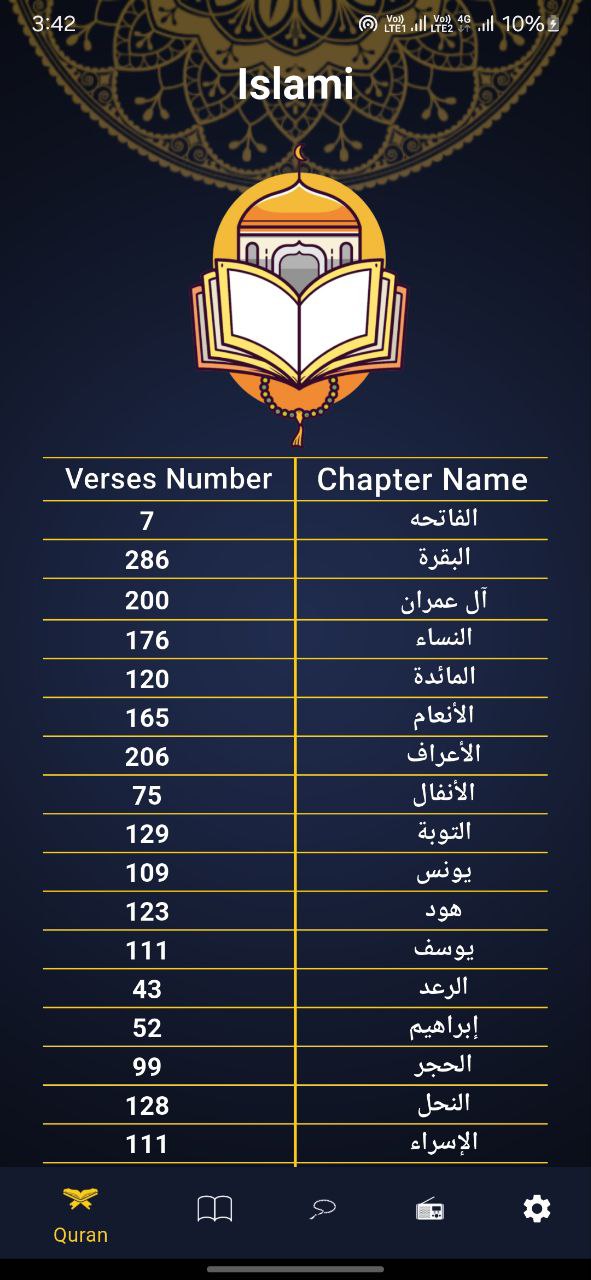 3:42 Vo)) LTE1 Vo)) LTE2 4G 10%
Islami
Verses Number Chapter Name
7 الفاتحه
286 البقرة
200 آل عمران
176 النساء
120 المائدة
165 الأنعام
206 الأعراف
75 الأنفال
129 التوبة
109 يونس
123 هود
111 يوسف
43 الرعد
52 إبراهيم
99 الحجر
128 النحل
111 الإسراء
Quran